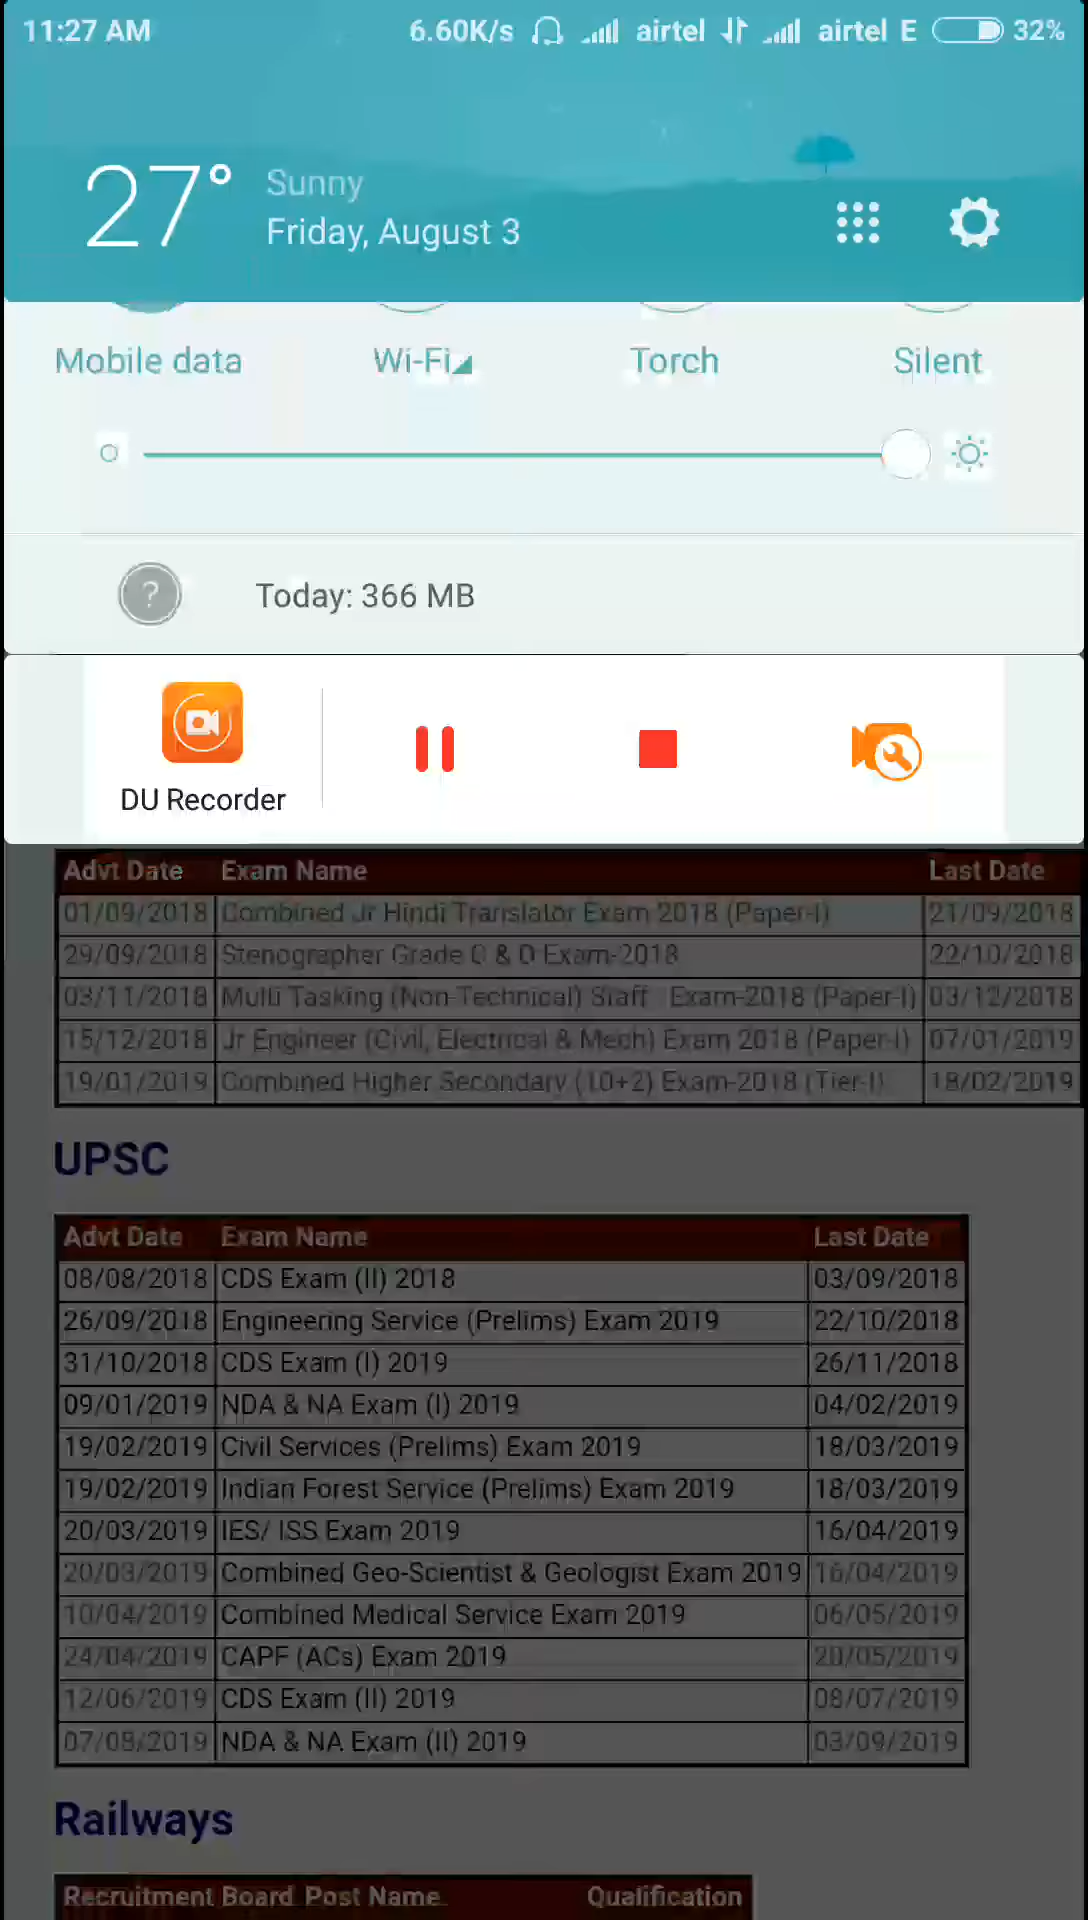 11:27 AM 6.60K/s airtel airtel E 32%
27° Sunny
Friday, August 3
Mobile data Wi-Fi Torch Silent
? Today: 366 MB
DU Recorder
Advt Date Exam Name Last Date
01/09/2018 Combined Jr Hindi Translator Exam 2018 (Paper-I) 21/09/2018
29/09/2018 Stenographer Grade C & D Exam-2018 22/10/2018
03/11/2018 Multi Tasking (Non-Technical) Staff Exam-2018 (Paper-I) 03/12/2018
15/12/2018 Jr Engineer (Civil, Electrical & Mech) Exam 2018 (Paper-I) 07/01/2019
19/01/2019 Combined Higher Secondary (10+2) Exam-2018 (Tier-I) 18/02/2019
UPSC
Advt Date Exam Name Last Date
08/08/2018 CDS Exam (II) 2018 03/09/2018
26/09/2018 Engineering Service (Prelims) Exam 2019 22/10/2018
31/10/2018 CDS Exam (I) 2019 26/11/2018
09/01/2019 NDA & NA Exam (I) 2019 04/02/2019
19/02/2019 Civil Services (Prelims) Exam 2019 18/03/2019
19/02/2019 Indian Forest Service (Prelims) Exam 2019 18/03/2019
20/03/2019 IES/ ISS Exam 2019 16/04/2019
20/03/2019 Combined Geo-Scientist & Geologist Exam 2019 16/04/2019
10/04/2019 Combined Medical Service Exam 2019 06/05/2019
24/04/2019 CAPF (ACs) Exam 2019 20/05/2019
12/06/2019 CDS Exam (II) 2019 08/07/2019
07/08/2019 NDA & NA Exam (II) 2019 03/09/2019
Railways
Recruitment Board Post Name Qualification